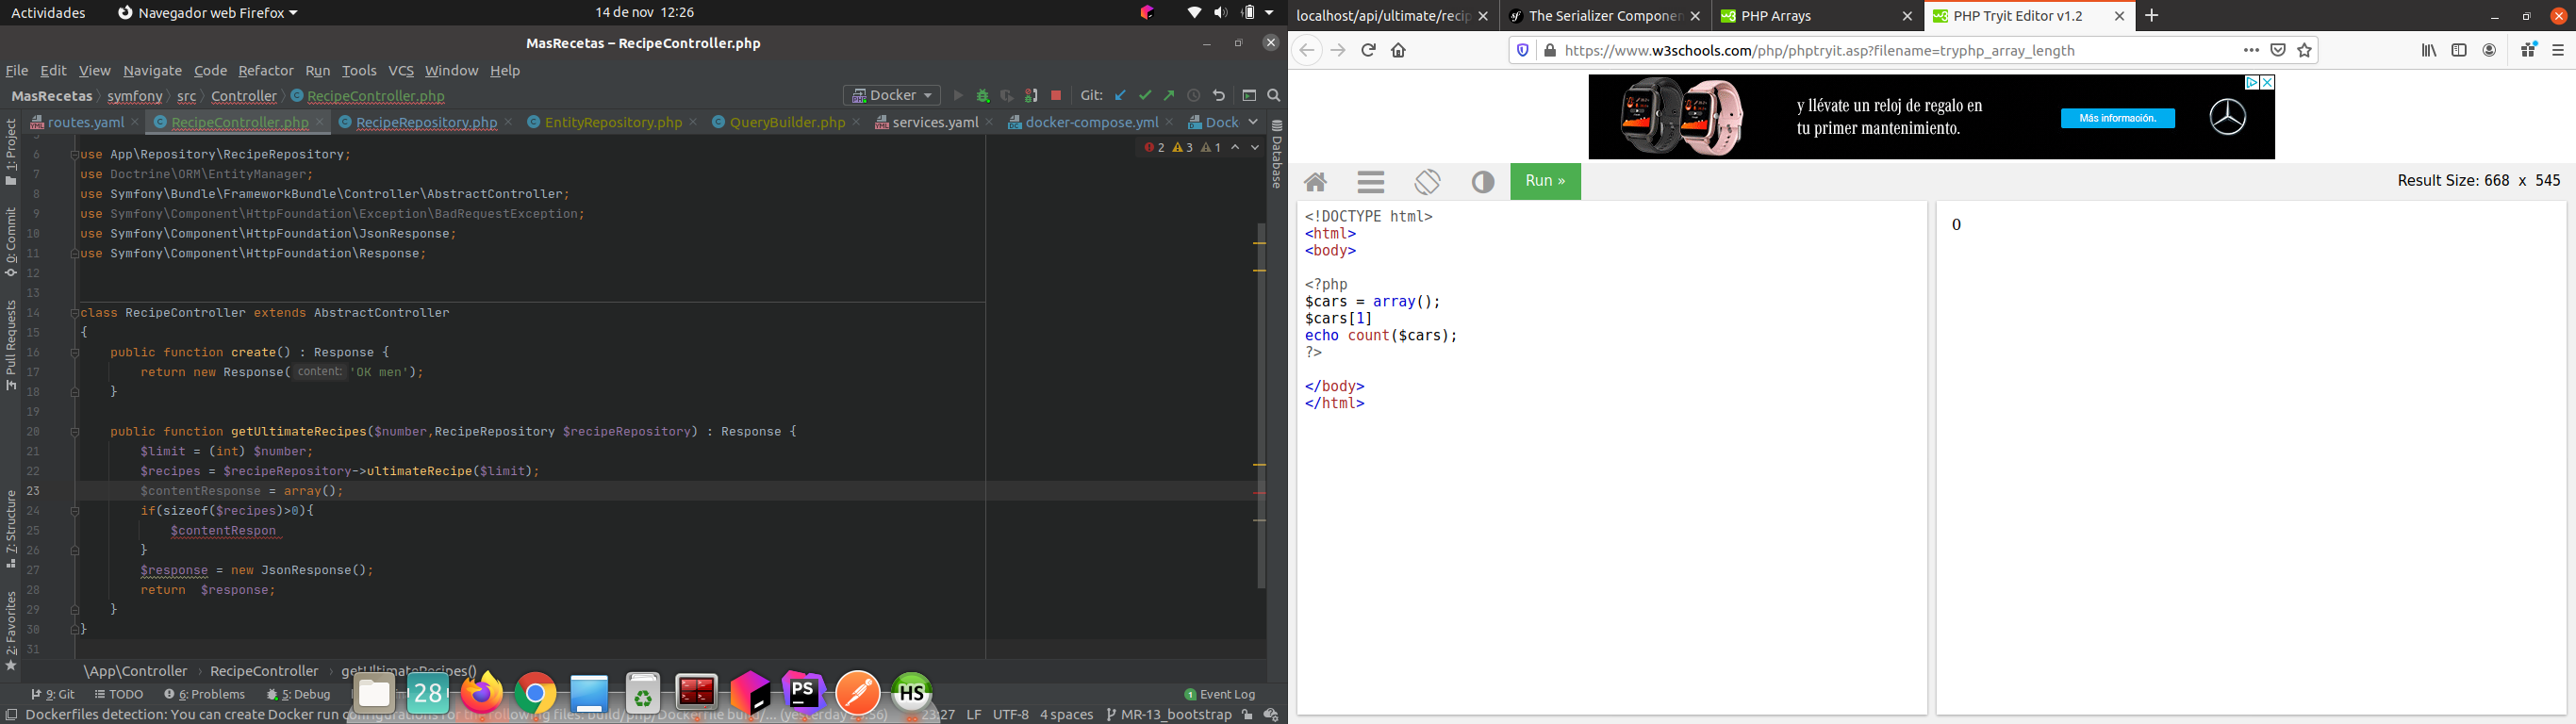 Actividades
Navegador web Firefox
14 de nov 12:26
MasRecetas – RecipeController.php
File Edit View Navigate Code Refactor Run Tools VCS Window Help
MasRecetas symfony src Controller RecipeController.php
Docker
Git:
routes.yaml RecipeController.php RecipeRepository.php EntityRepository.php QueryBuilder.php services.yaml docker-compose.yml Dock
1: Project
0: Commit
Pull Requests
7: Structure
2: Favorites
Database
2 3 1
6 use App\Repository\RecipeRepository;
7 use Doctrine\ORM\EntityManager;
8 use Symfony\Bundle\FrameworkBundle\Controller\AbstractController;
9 use Symfony\Component\HttpFoundation\Exception\BadRequestException;
10 use Symfony\Component\HttpFoundation\JsonResponse;
11 use Symfony\Component\HttpFoundation\Response;
12
13
14 class RecipeController extends AbstractController
15 {
16 public function create() : Response {
17 return new Response( content: 'OK men');
18 }
19
20 public function getUltimateRecipes($number,RecipeRepository $recipeRepository) : Response {
21 $limit = (int) $number;
22 $recipes = $recipeRepository->ultimateRecipe($limit);
23 $contentResponse = array();
24 if(sizeof($recipes)>0){
25 $contentRespon
26 }
27 $response = new JsonResponse();
28 return $response;
29 }
30 }
31
\App\Controller › RecipeController › getUltimateRecipes()
9: Git TODO 6: Problems 5: Debug
28
PS
HS
1 Event Log
Dockerfiles detection: You can create Docker run configurations for the following files: build/php/Dockerfile build/... (yesterday
23:27 LF UTF-8 4 spaces MR-13_bootstrap
localhost/api/ultimate/recip
The Serializer Componen
PHP Arrays
PHP Tryit Editor v1.2
https://www.w3schools.com/php/phptryit.asp?filename=tryphp_array_length
y llévate un reloj de regalo en
tu primer mantenimiento.
Más información.
Run »
Result Size: 668 x 545
<!DOCTYPE html>
<html>
<body>
<?php
$cars = array();
$cars[1]
echo count($cars);
?>
</body>
</html>
0